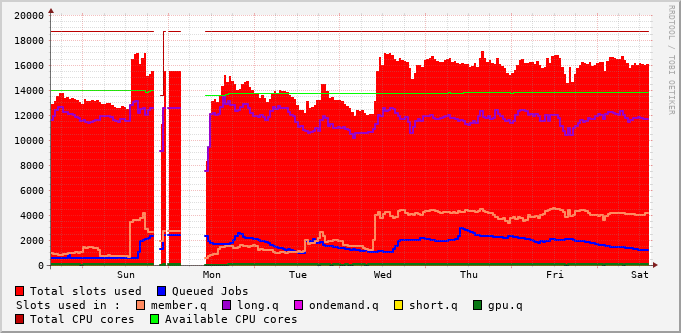 20000
18000
16000
14000
12000
10000
8000
6000
4000
2000
0
Sun Mon Tue Wed Thu Fri Sat
RRDTOOL / TOBI OETIKER
Total slots used Queued Jobs
Slots used in : member.q long.q ondemand.q short.q gpu.q
Total CPU cores Available CPU cores